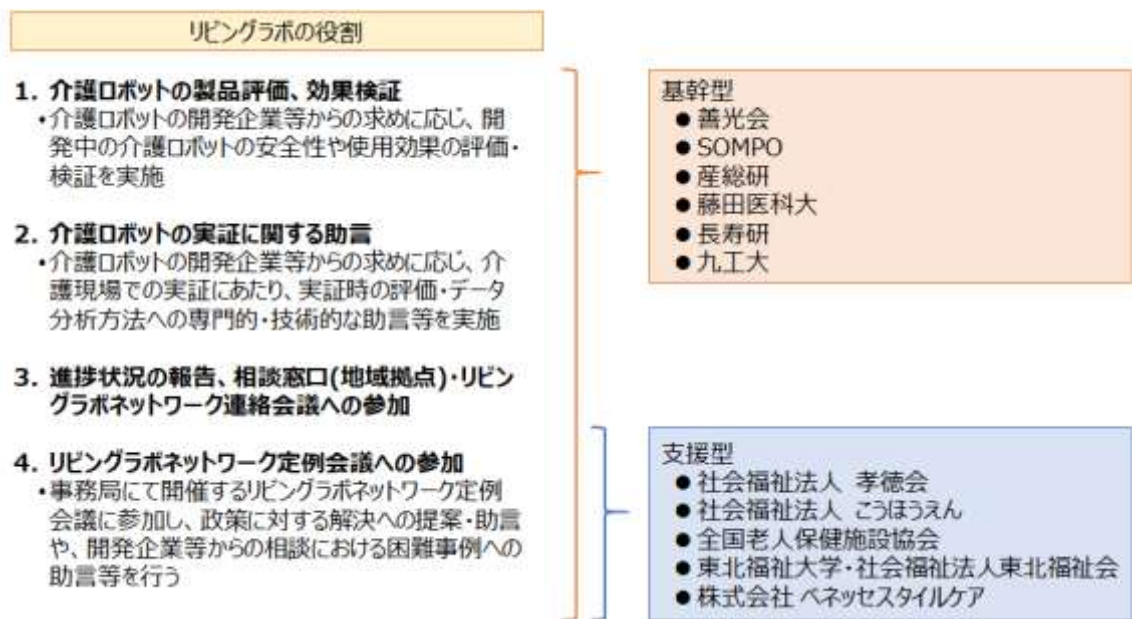 リビングラボの役割
1. 介護ロボットの製品評価、効果検証
・介護ロボットの開発企業等からの求めに応じ、開
発中の介護ロボットの安全性や使用効果の評価・
検証を実施
2. 介護ロボットの実証に関する助言
・介護ロボットの開発企業等からの求めに応じ、介
護現場での実証にあたり、実証時の評価・データ
分析方法への専門的・技術的な助言等を実施
3. 進捗状況の報告、相談窓口(地域拠点)・リビン
グラボネットワーク連絡会議への参加
4. リビングラボネットワーク定例会議への参加
・事務局にて開催するリビングラボネットワーク定例
会議に参加し、政策に対する解決への提案・助言
や、開発企業等からの相談における困難事例への
助言等を行う
基幹型
● 善光会
● SOMPO
● 産総研
● 藤田医科大
● 長寿研
● 九工大
支援型
● 社会福祉法人 孝徳会
● 社会福祉法人 こうほうえん
● 全国老人保健施設協会
● 東北福祉大学・社会福祉法人東北福祉会
● 株式会社 ベネッセスタイルケア